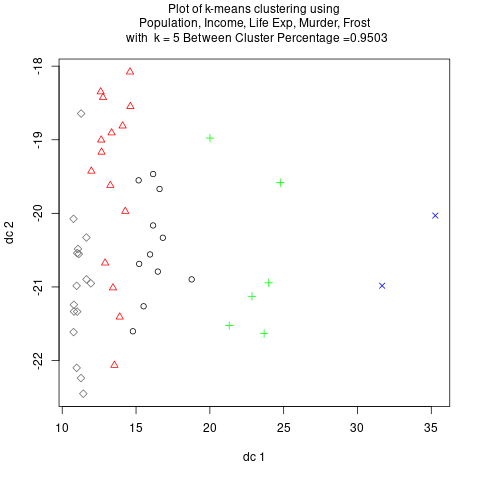 Plot of k-means clustering using
Population, Income, Life Exp, Murder, Frost
with k = 5 Between Cluster Percentage =0.9503
-18
-19
-20
-21
-22
dc 2
10 15 20 25 30 35
dc 1